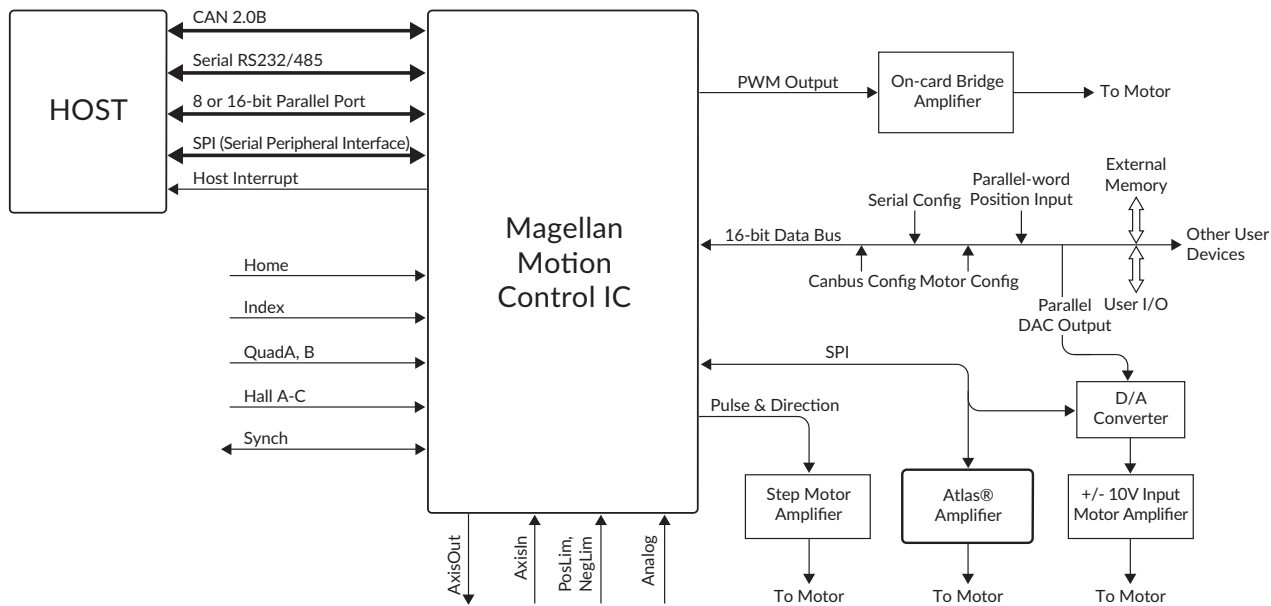 CAN 2.0B
Serial RS232/485
8 or 16-bit Parallel Port
SPI (Serial Peripheral Interface)
Host Interrupt
HOST
Home
Index
QuadA, B
Hall A-C
Synch
Magellan
Motion
Control IC
AxisOut
AxisIn
PosLim,
NegLim
Analog
PWM Output
On-card Bridge
Amplifier
To Motor
External
Memory
Parallel-word
Position Input
Serial Config
16-bit Data Bus
Other User
Devices
Canbus Config
Motor Config
User I/O
Parallel
DAC Output
SPI
D/A
Converter
Pulse & Direction
Step Motor
Amplifier
Atlas®
Amplifier
+/- 10V Input
Motor Amplifier
To Motor
To Motor
To Motor